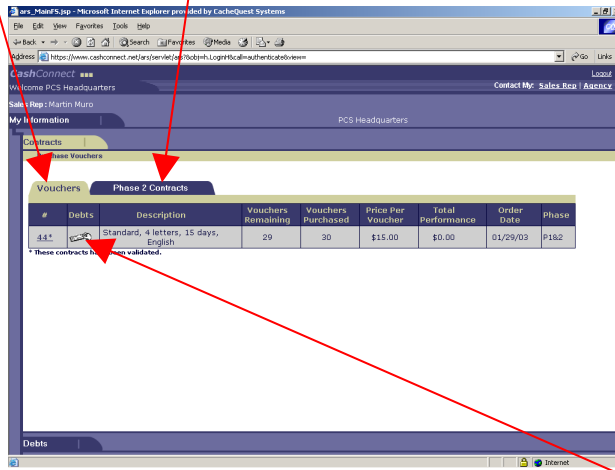 ars_MainFS.jsp - Microsoft Internet Explorer provided by CacheQuest Systems
File Edit View Favorites Tools Help
Back Search Favorites Media
Address https://www.cashconnect.net/ars/servlet/ars?&obj=h.LoginH&call=authenticate&view= Go Links
CashConnect Logout
Welcome PCS Headquarters Contact My: Sales Rep | Agency
Sales Rep: Martin Muro
My Information PCS Headquarters
Contracts
Vouchers
Vouchers Phase 2 Contracts
# Debts Description Vouchers Remaining Vouchers Purchased Price Per Voucher Total Performance Order Date Phase
44* Standard, 4 letters, 15 days, English 29 30 $15.00 $0.00 01/29/03 P1&2
* These contracts have been validated.
Debts
Internet